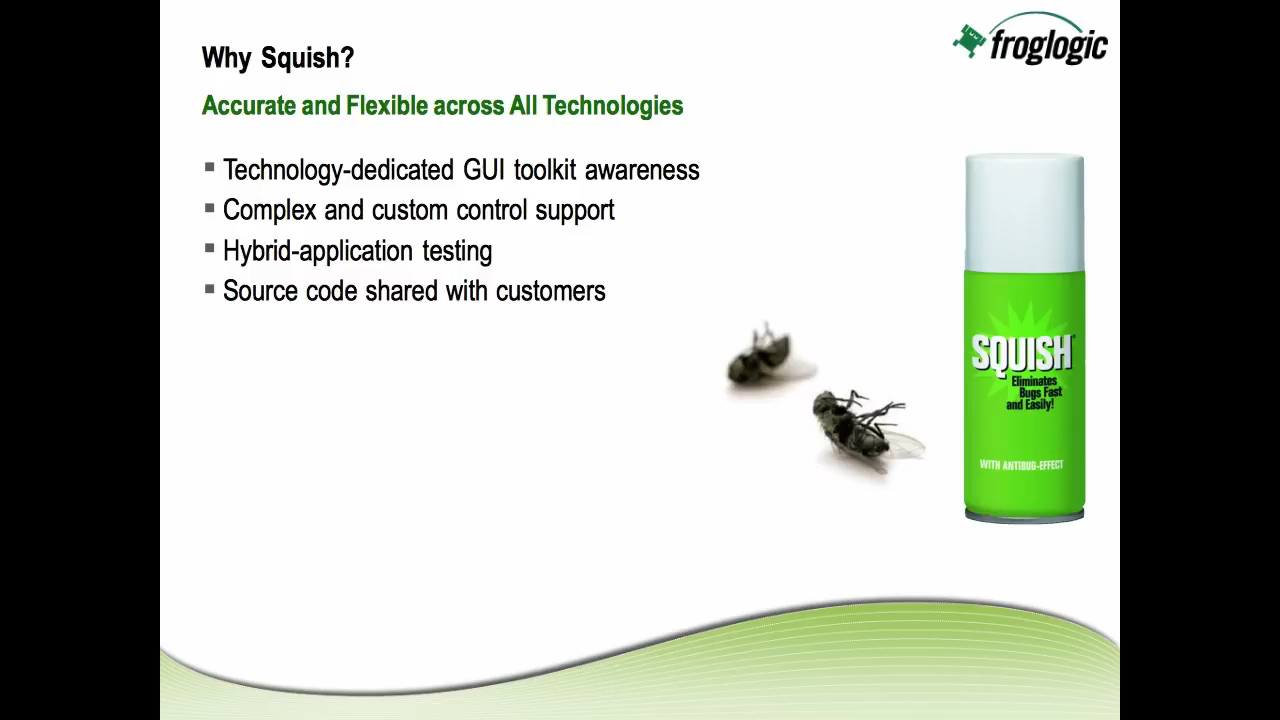 froglogic
Why Squish?
Accurate and Flexible across All Technologies
▪ Technology-dedicated GUI toolkit awareness
▪ Complex and custom control support
▪ Hybrid-application testing
▪ Source code shared with customers
SQUISH
Eliminates
Bugs Fast
and Easily!
WITH ANTIBUG-EFFECT